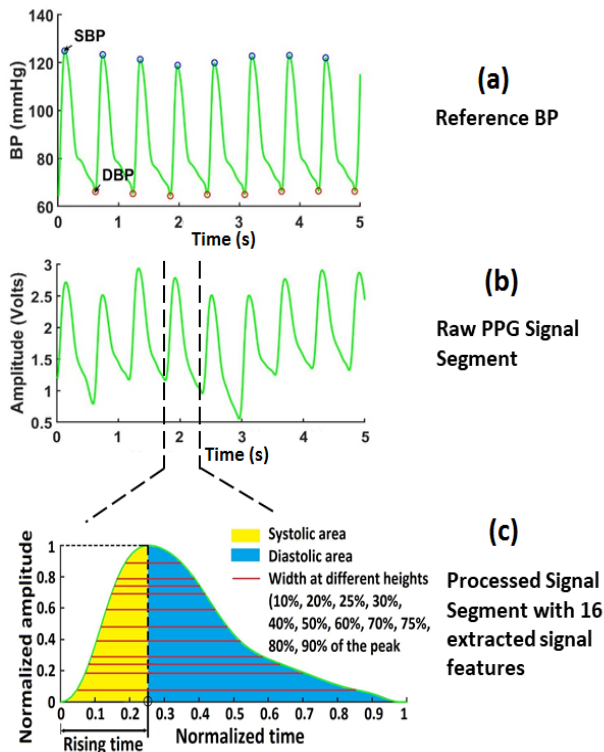 SBP
DBP
BP (mmHg)
140
120
100
80
60
0
1
2
3
4
5
Time (s)
(a)
Reference BP
Amplitude (Volts)
3
2.5
2
1.5
1
0.5
0
1
2
3
4
5
Time (s)
(b)
Raw PPG Signal
Segment
Normalized amplitude
1
0.8
0.6
0.4
0.2
0
Systolic area
Diastolic area
Width at different heights
(10%, 20%, 25%, 30%,
40%, 50%, 60%, 70%, 75%,
80%, 90% of the peak
0
0.1
0.2
0.3
0.4
0.5
0.6
0.7
0.8
0.9
1
Rising time
Normalized time
(c)
Processed Signal
Segment with 16
extracted signal
features